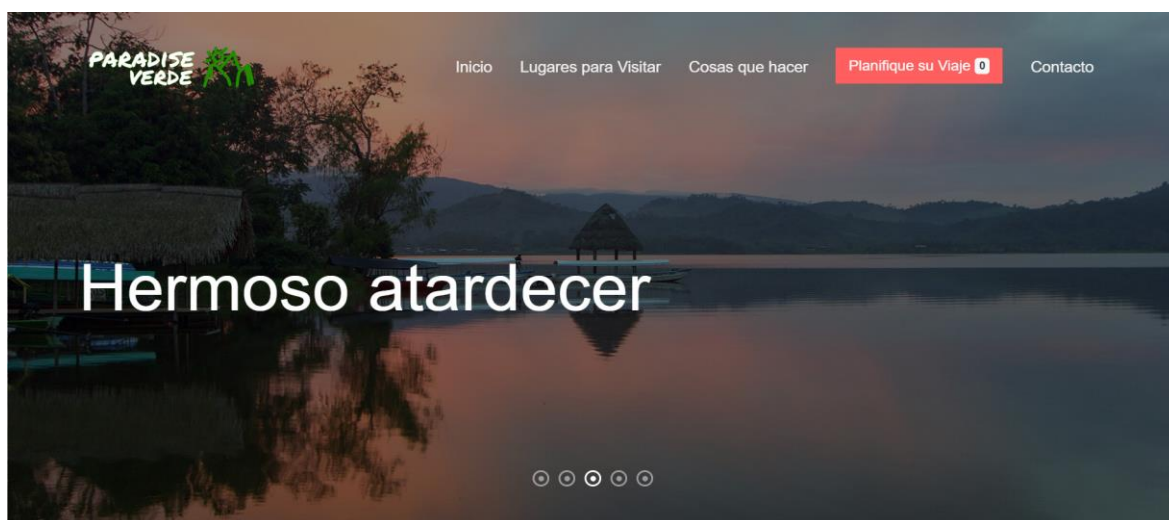 PARADISE
VERDE
Inicio Lugares para Visitar Cosas que hacer Planifique su Viaje 0 Contacto
Hermoso atardecer